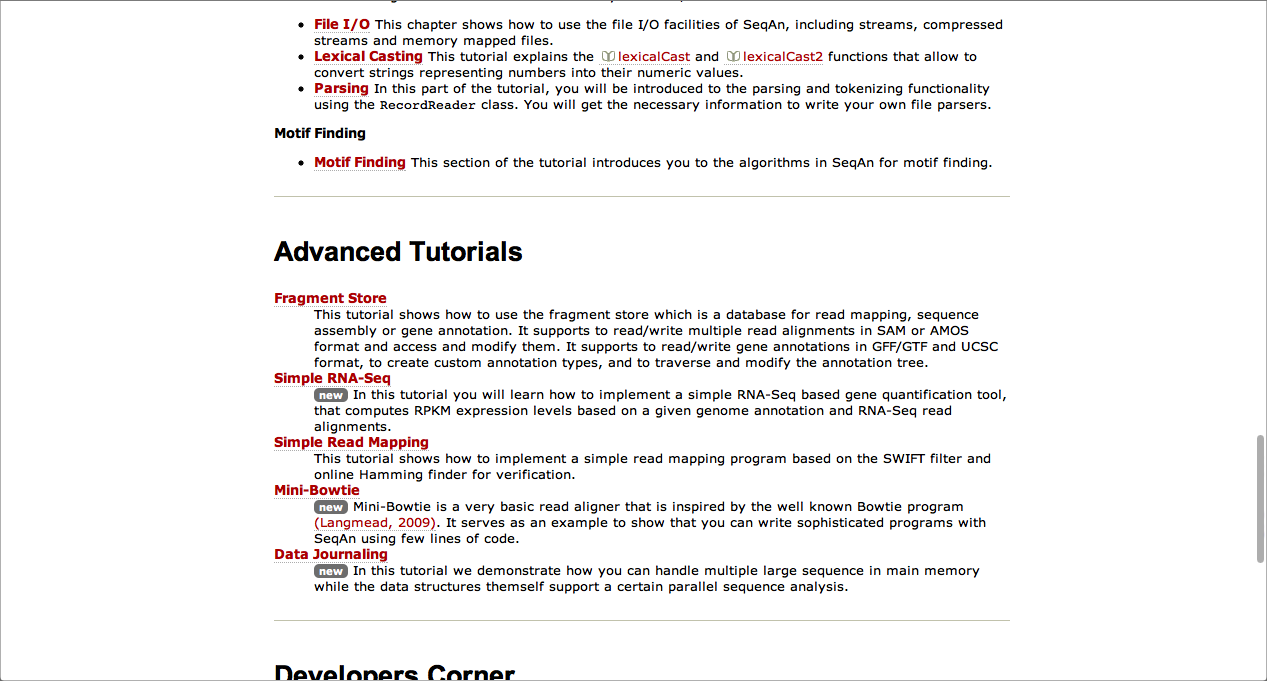 File I/O This chapter shows how to use the file I/O facilities of SeqAn, including streams, compressed
streams and memory mapped files.
Lexical Casting This tutorial explains the lexicalCast and lexicalCast2 functions that allow to
convert strings representing numbers into their numeric values.
Parsing In this part of the tutorial, you will be introduced to the parsing and tokenizing functionality
using the RecordReader class. You will get the necessary information to write your own file parsers.
Motif Finding
Motif Finding This section of the tutorial introduces you to the algorithms in SeqAn for motif finding.
Advanced Tutorials
Fragment Store
This tutorial shows how to use the fragment store which is a database for read mapping, sequence
assembly or gene annotation. It supports to read/write multiple read alignments in SAM or AMOS
format and access and modify them. It supports to read/write gene annotations in GFF/GTF and UCSC
format, to create custom annotation types, and to traverse and modify the annotation tree.
Simple RNA-Seq
new In this tutorial you will learn how to implement a simple RNA-Seq based gene quantification tool,
that computes RPKM expression levels based on a given genome annotation and RNA-Seq read
alignments.
Simple Read Mapping
This tutorial shows how to implement a simple read mapping program based on the SWIFT filter and
online Hamming finder for verification.
Mini-Bowtie
new Mini-Bowtie is a very basic read aligner that is inspired by the well known Bowtie program
(Langmead, 2009). It serves as an example to show that you can write sophisticated programs with
SeqAn using few lines of code.
Data Journaling
new In this tutorial we demonstrate how you can handle multiple large sequence in main memory
while the data structures themself support a certain parallel sequence analysis.
Developers Corner